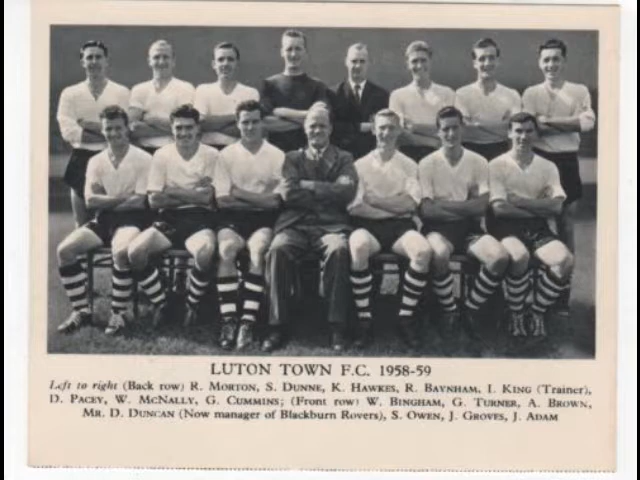 LUTON TOWN F.C. 1958-59
Left to right (Back row) R. MORTON, S. DUNNE, K. HAWKES, R. BAYNHAM, I. KING (Trainer),
D. PACEY, W. MCNALLY, G. CUMMINS; (Front row) W. BINGHAM, G. TURNER, A. BROWN,
MR. D. DUNCAN (Now manager of Blackburn Rovers), S. OWEN, J. GROVES, J. ADAM